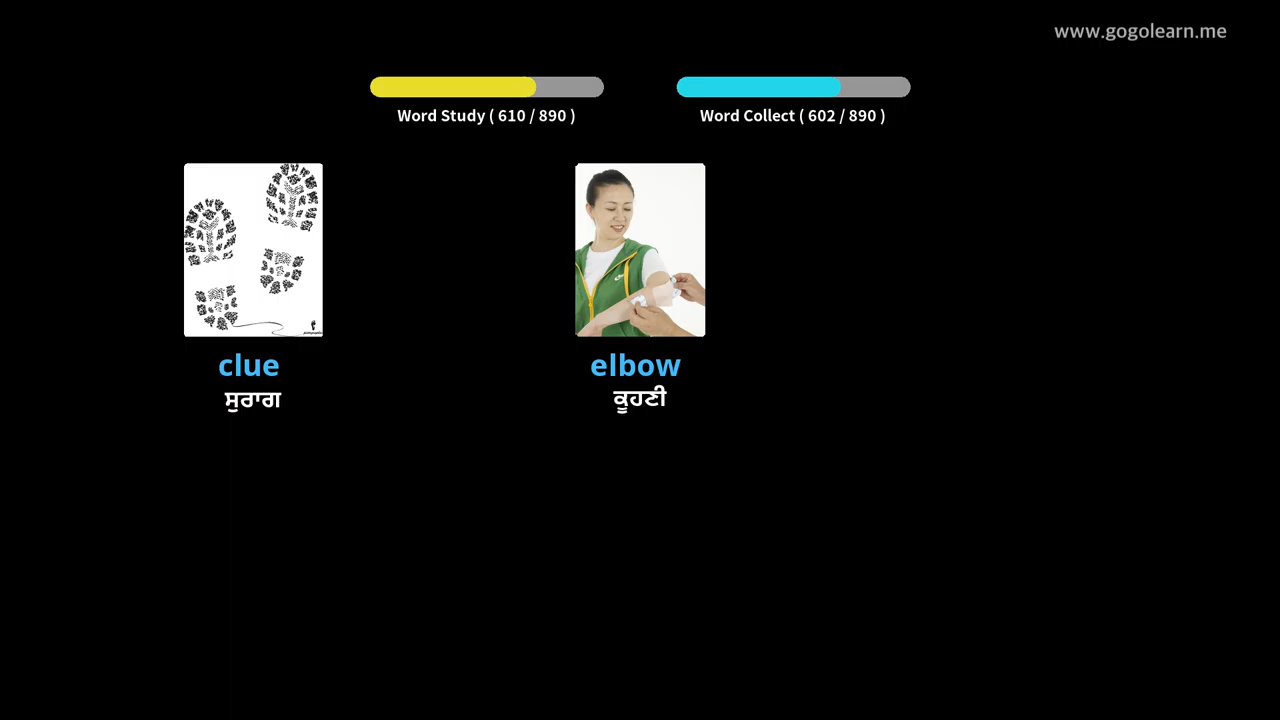 www.gogolearn.me
Word Study ( 610 / 890 )
Word Collect ( 602 / 890 )
clue
ਸੁਰਾਗ
elbow
ਕੂਹਣੀ